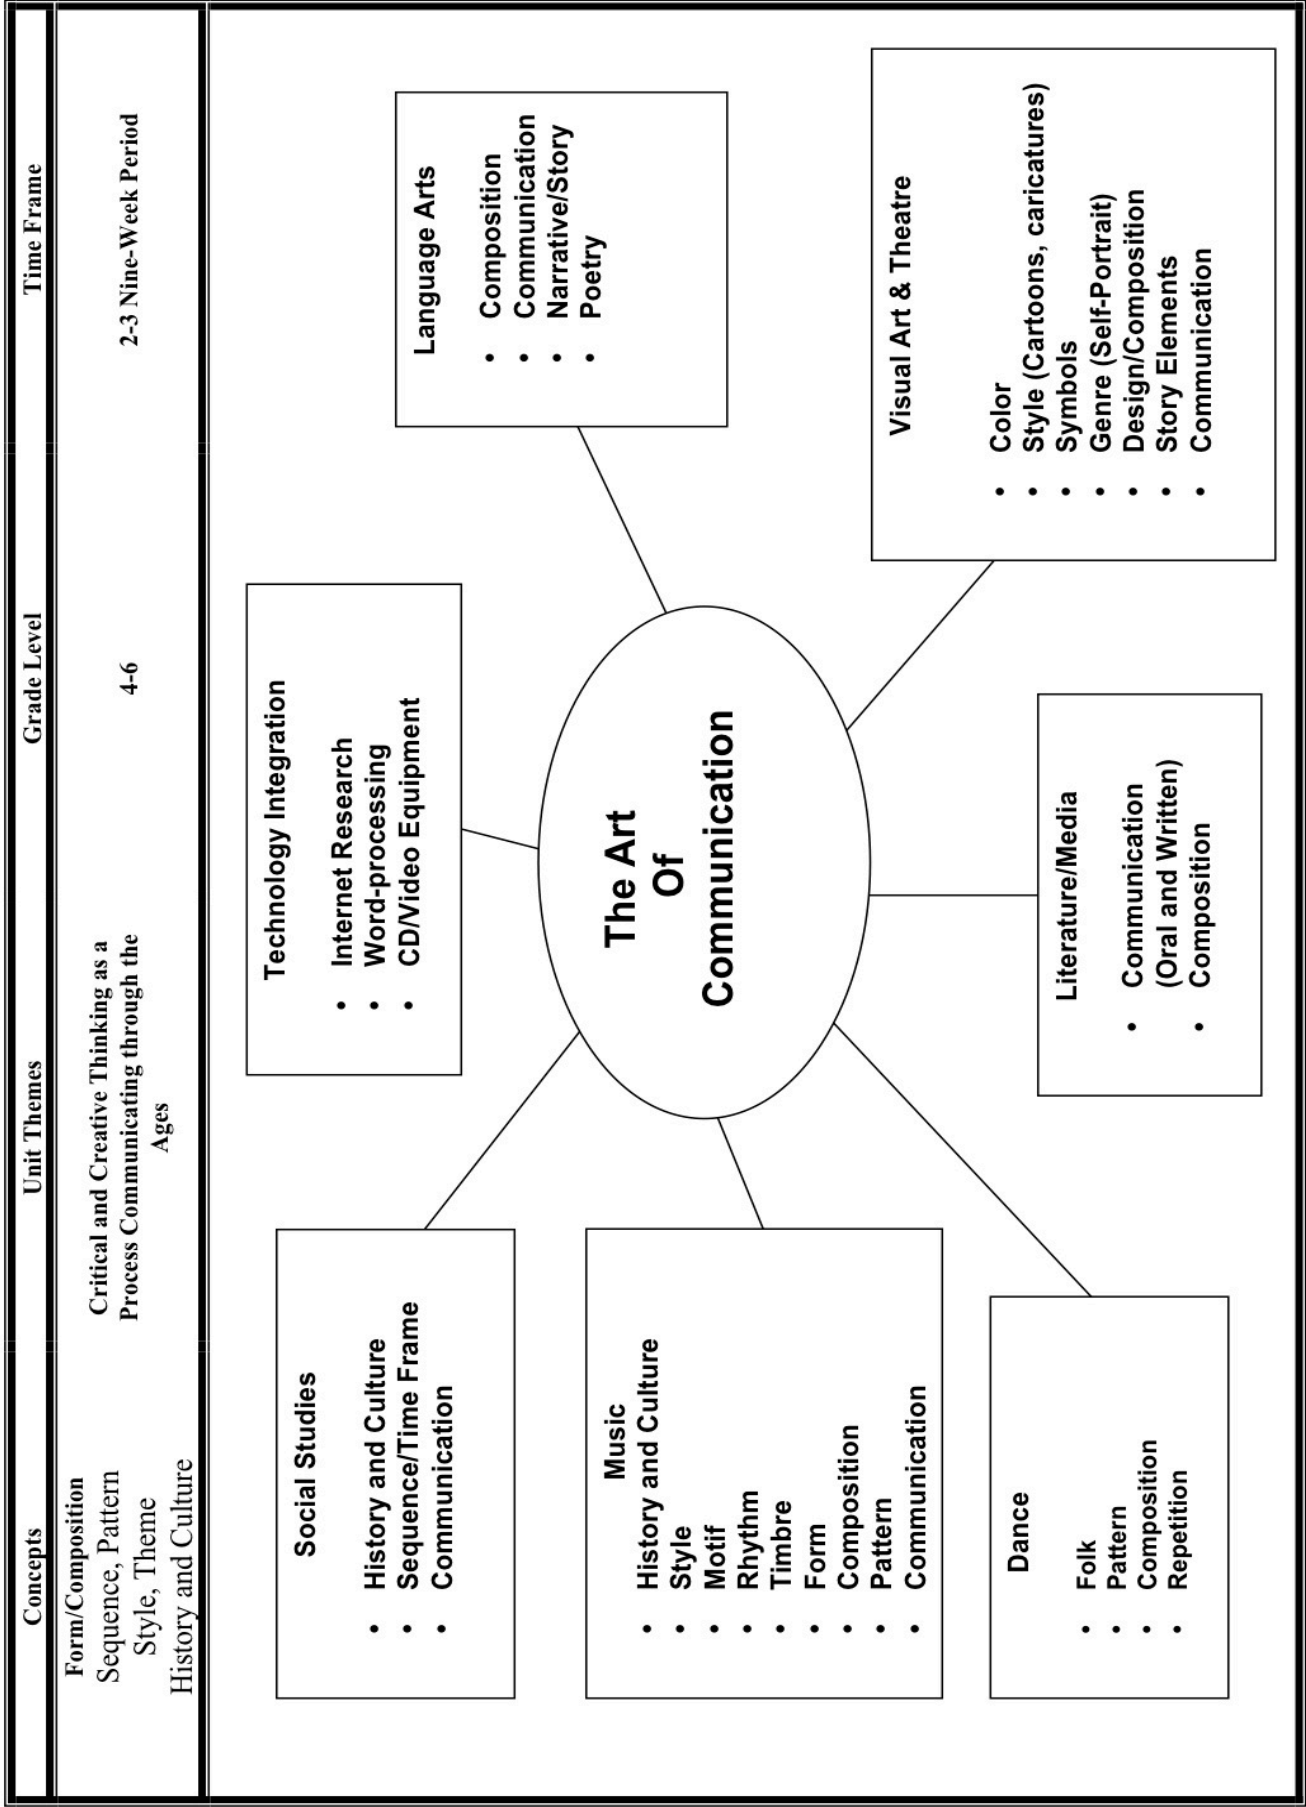 Concepts
Unit Themes
Grade Level
Time Frame
Form/Composition
Sequence, Pattern
Style, Theme
History and Culture
Critical and Creative Thinking as a
Process Communicating through the
Ages
4-6
2-3 Nine-Week Period
Social Studies
• History and Culture
• Sequence/Time Frame
• Communication
Technology Integration
• Internet Research
• Word-processing
• CD/Video Equipment
Language Arts
• Composition
• Communication
• Narrative/Story
• Poetry
Music
• History and Culture
• Style
• Motif
• Rhythm
• Timbre
• Form
• Composition
• Pattern
• Communication
The Art
Of
Communication
Dance
• Folk
• Pattern
• Composition
• Repetition
Literature/Media
• Communication
(Oral and Written)
• Composition
Visual Art & Theatre
• Color
• Style (Cartoons, caricatures)
• Symbols
• Genre (Self-Portrait)
• Design/Composition
• Story Elements
• Communication